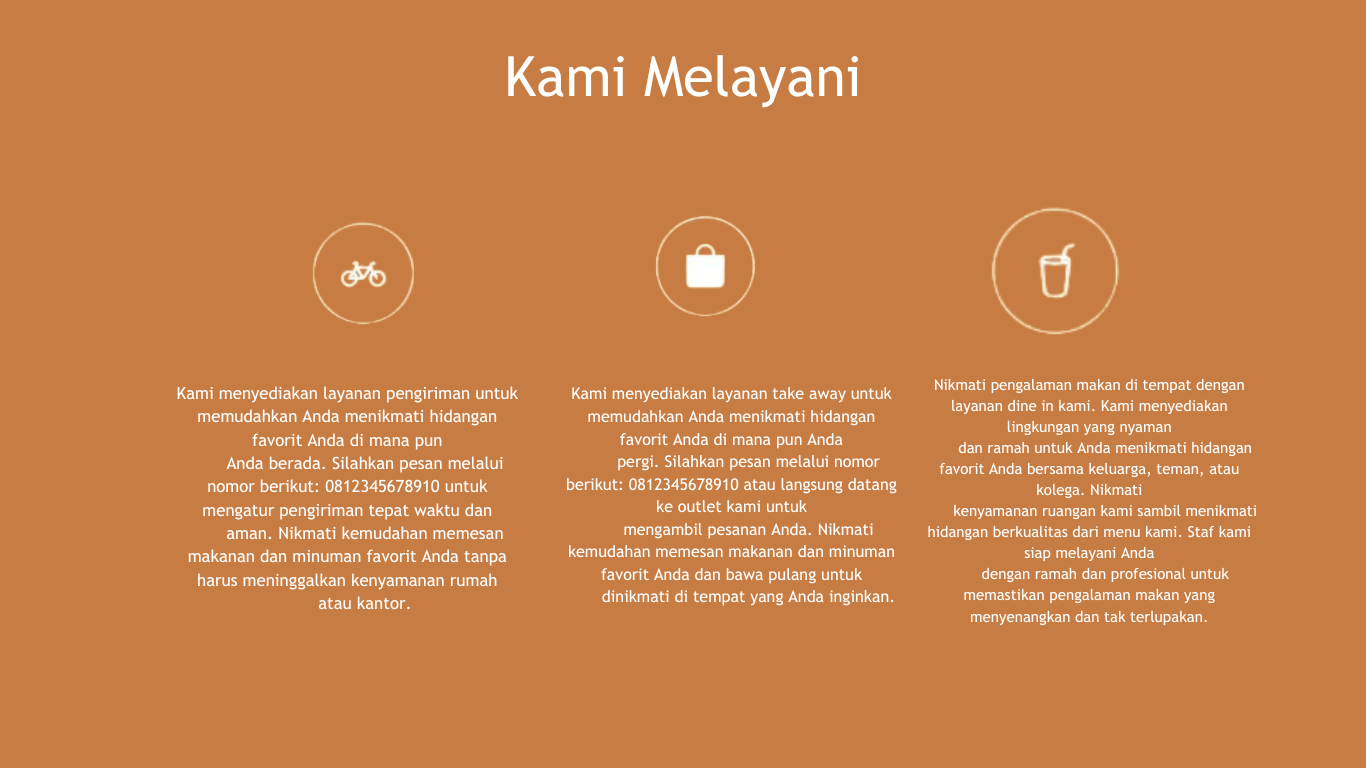 Kami Melayani
Kami menyediakan layanan pengiriman untuk
memudahkan Anda menikmati hidangan
favorit Anda di mana pun
Anda berada. Silahkan pesan melalui
nomor berikut: 0812345678910 untuk
mengatur pengiriman tepat waktu dan
aman. Nikmati kemudahan memesan
makanan dan minuman favorit Anda tanpa
harus meninggalkan kenyamanan rumah
atau kantor.
Kami menyediakan layanan take away untuk
memudahkan Anda menikmati hidangan
favorit Anda di mana pun Anda
pergi. Silahkan pesan melalui nomor
berikut: 0812345678910 atau langsung datang
ke outlet kami untuk
mengambil pesanan Anda. Nikmati
kemudahan memesan makanan dan minuman
favorit Anda dan bawa pulang untuk
dinikmati di tempat yang Anda inginkan.
Nikmati pengalaman makan di tempat dengan
layanan dine in kami. Kami menyediakan
lingkungan yang nyaman
dan ramah untuk Anda menikmati hidangan
favorit Anda bersama keluarga, teman, atau
kolega. Nikmati
kenyamanan ruangan kami sambil menikmati
hidangan berkualitas dari menu kami. Staf kami
siap melayani Anda
dengan ramah dan profesional untuk
memastikan pengalaman makan yang
menyenangkan dan tak terlupakan.